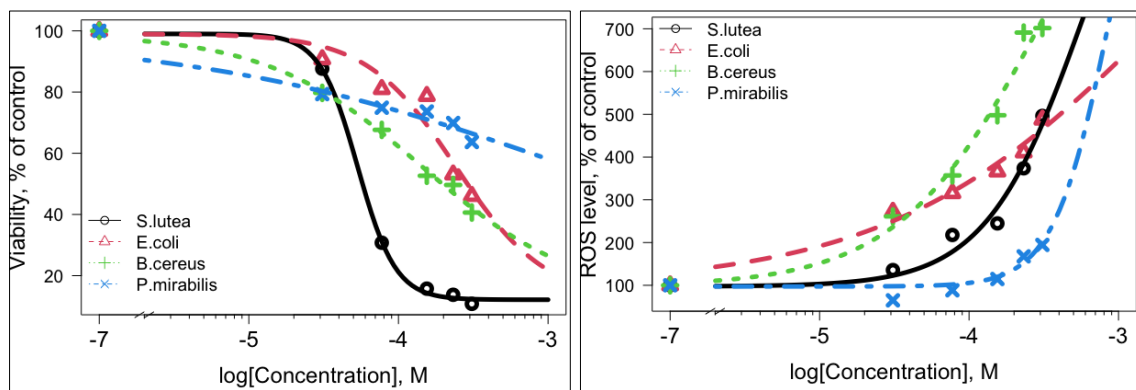 Viability, % of control
100
80
60
40
20
S.lutea
E.coli
B.cereus
P.mirabilis
-7
-5
-4
-3
log[Concentration], M
ROS level, % of control
700
600
500
400
300
200
100
S.lutea
E.coli
B.cereus
P.mirabilis
-7
-5
-4
-3
log[Concentration], M